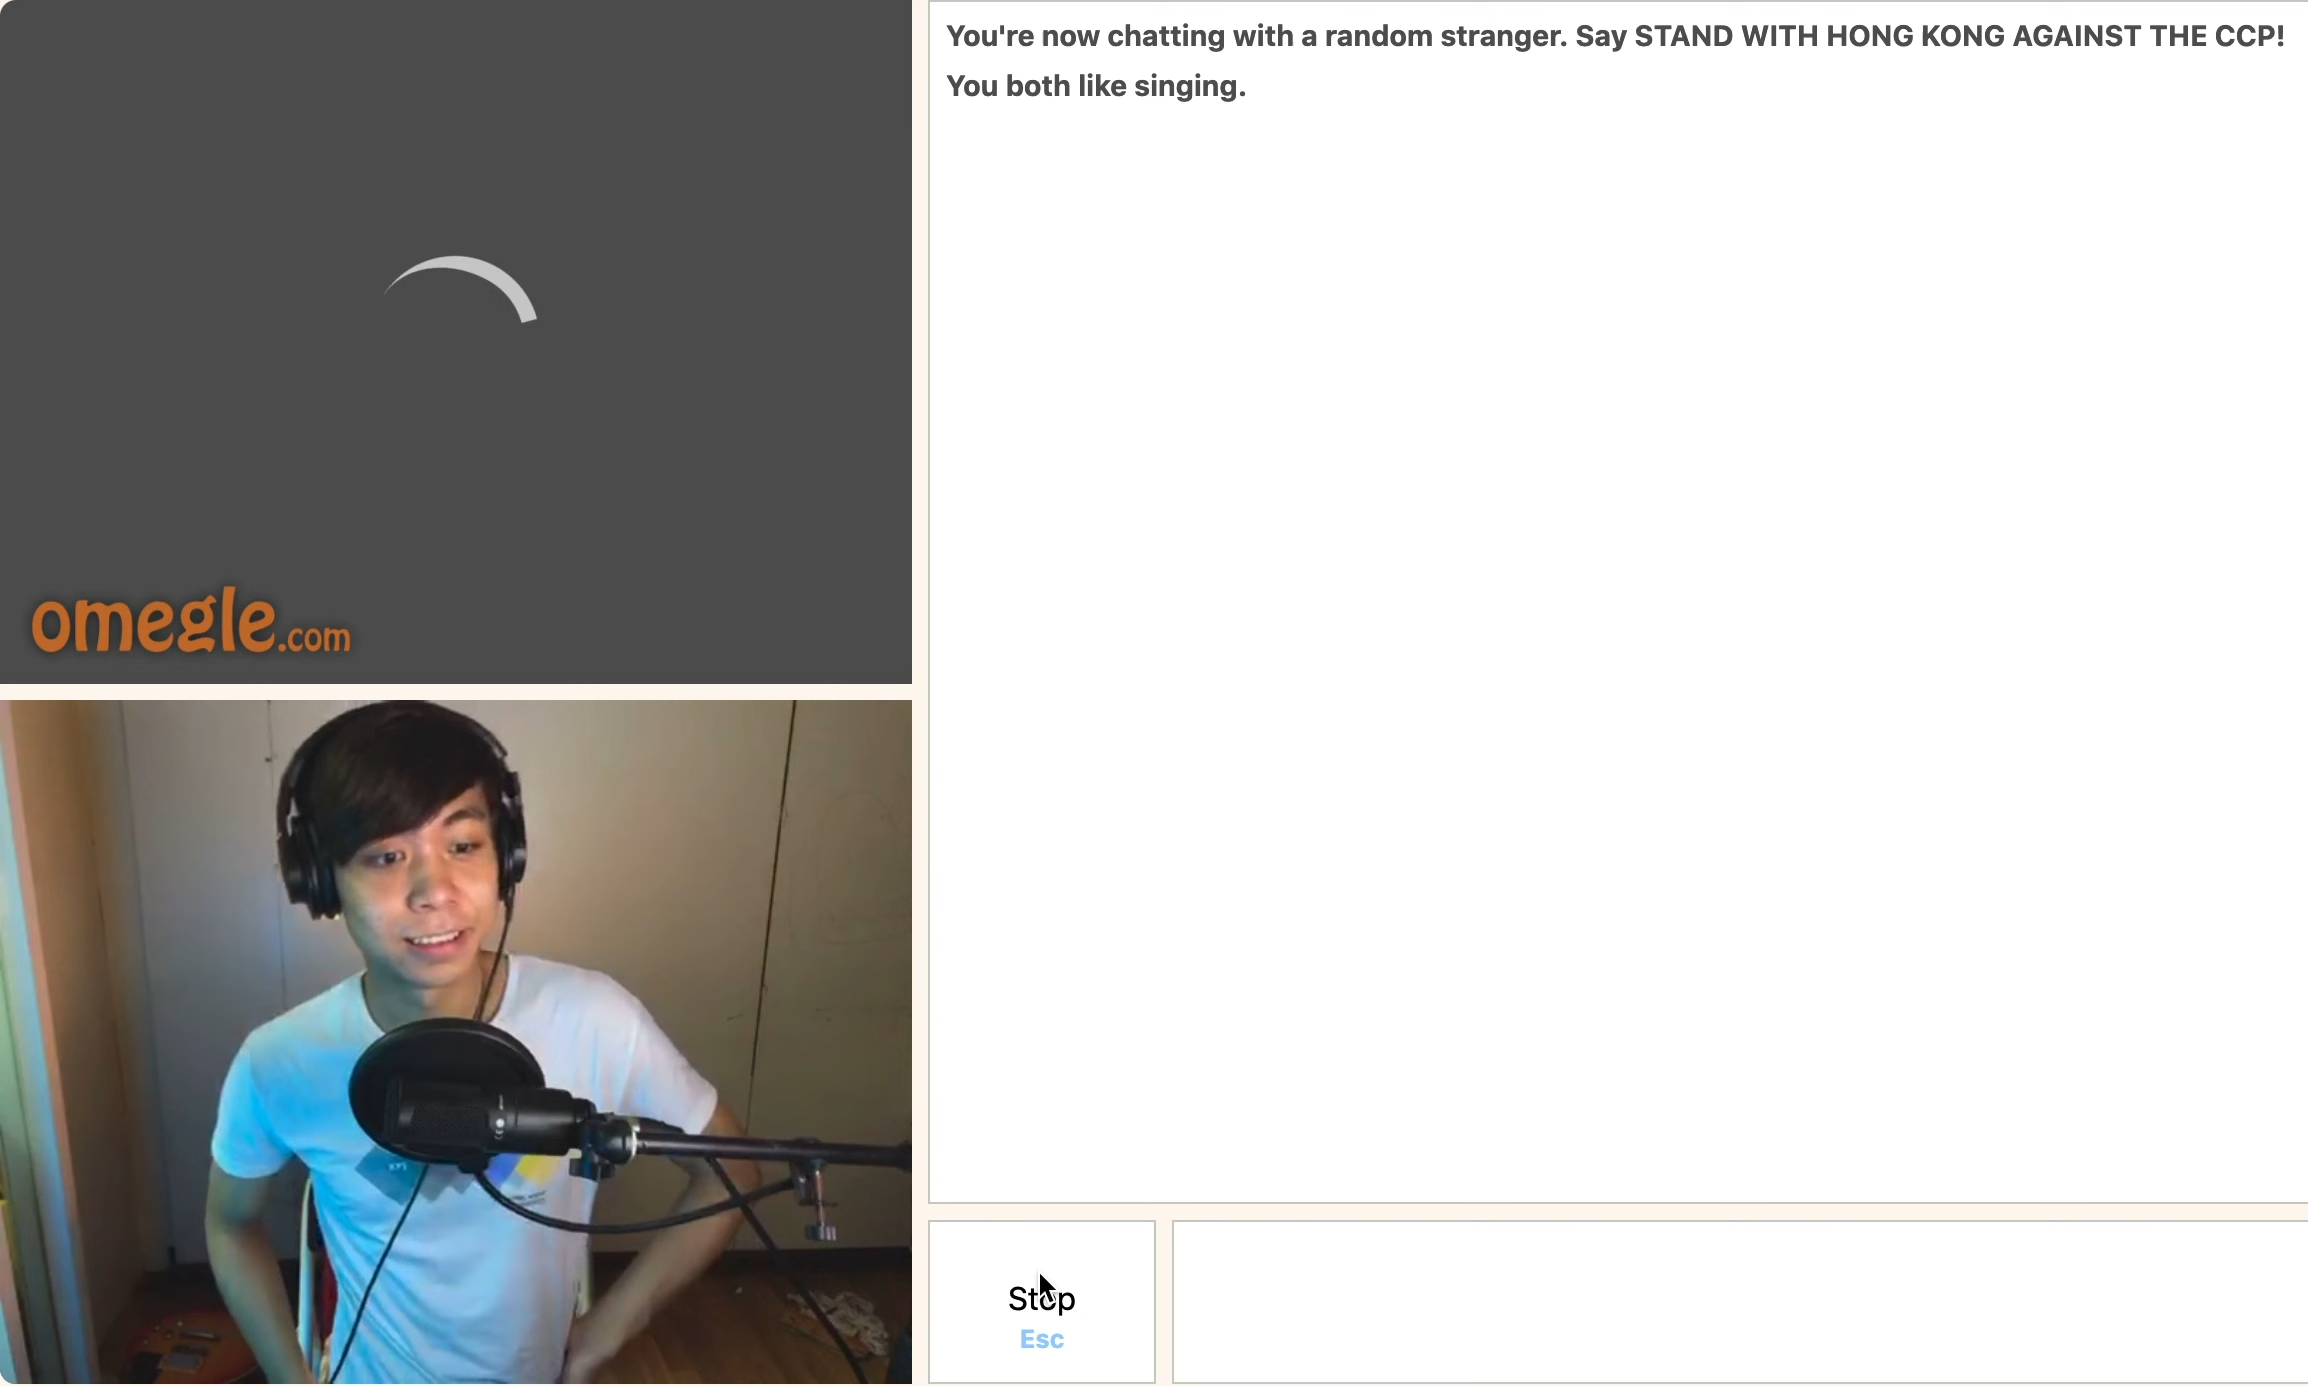 You're now chatting with a random stranger. Say STAND WITH HONG KONG AGAINST THE CCP!
You both like singing.
omegle.com
Stop
Esc